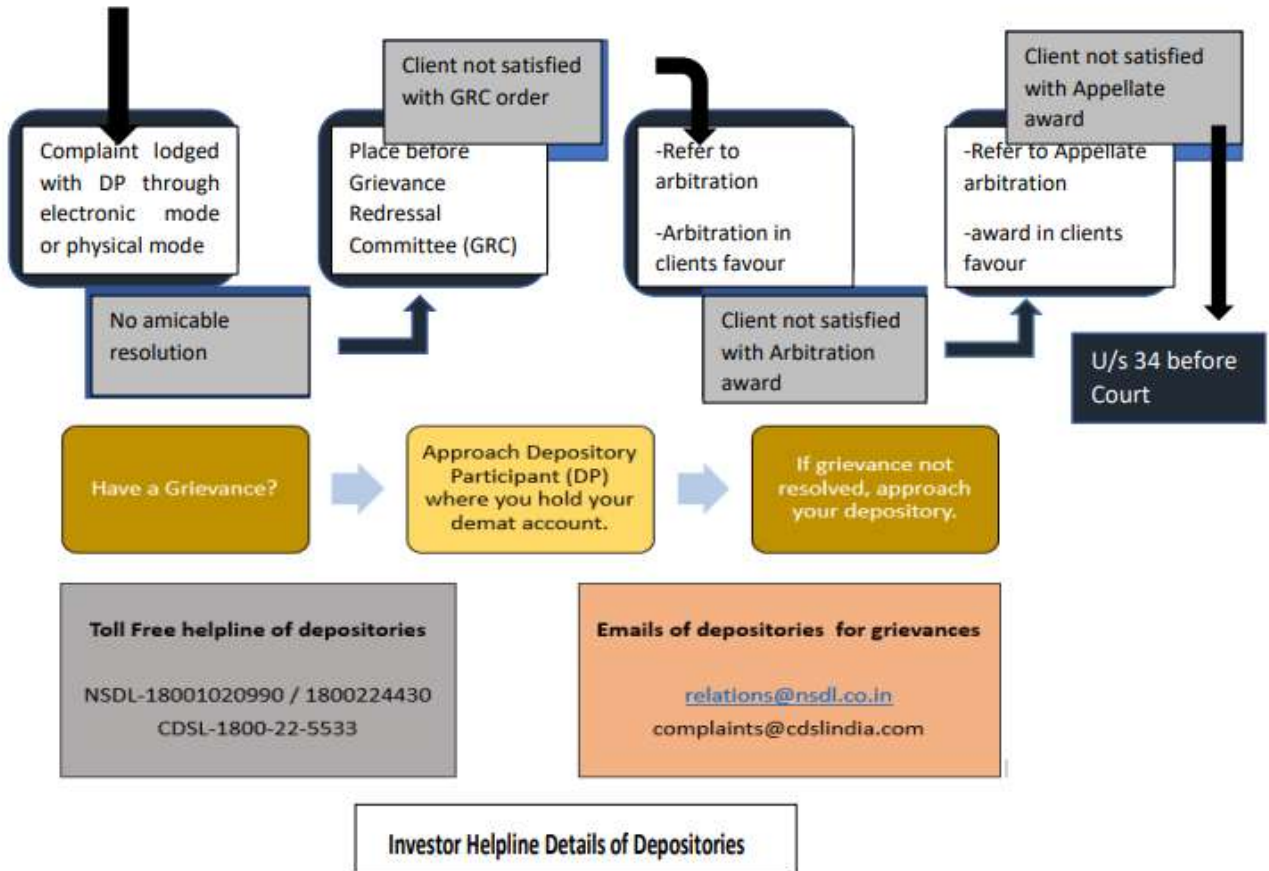 Complaint lodged
with DP through
electronic mode
or physical mode
No amicable
resolution
Place before
Grievance
Redressal
Committee (GRC)
Client not satisfied
with GRC order
-Refer to
arbitration
-Arbitration in
clients favour
Client not satisfied
with Arbitration
award
-Refer to Appellate
arbitration
-award in clients
favour
Client not satisfied
with Appellate
award
U/s 34 before
Court
Have a Grievance?
Approach Depository
Participant (DP)
where you hold your
demat account.
If grievance not
resolved, approach
your depository.
Toll Free helpline of depositories
NSDL-18001020990 / 1800224430
CDSL-1800-22-5533
Emails of depositories for grievances
relations@nsdl.co.in
complaints@cdslindia.com
Investor Helpline Details of Depositories